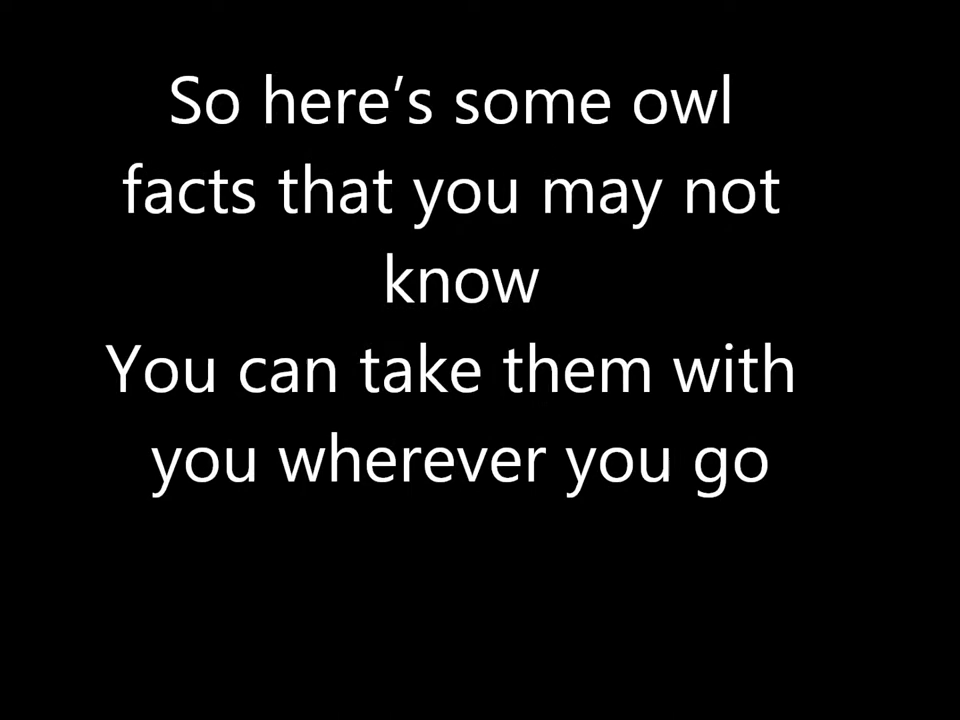 So here’s some owl
facts that you may not
know
You can take them with
you wherever you go